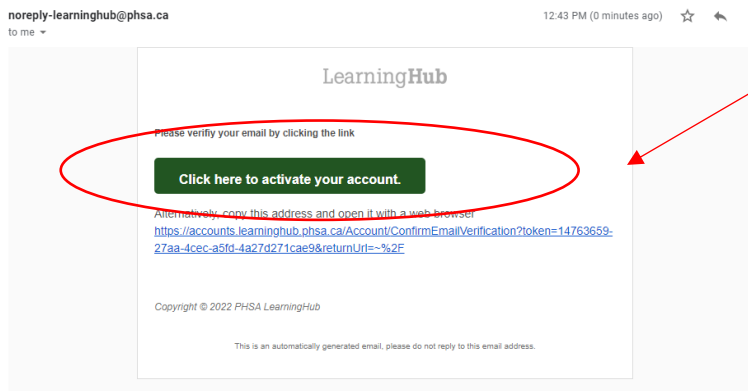 noreply-learninghub@phsa.ca
12:43 PM (0 minutes ago)
to me
LearningHub
Please verifiy your email by clicking the link
Click here to activate your account.
Alternatively, copy this address and open it with a web browser
https://accounts.learninghub.phsa.ca/Account/ConfirmEmailVerification?token=14763659-
27aa-4cec-a5fd-4a27d271cae9&returnUrl=~%2F
Copyright © 2022 PHSA LearningHub
This is an automatically generated email, please do not reply to this email address.